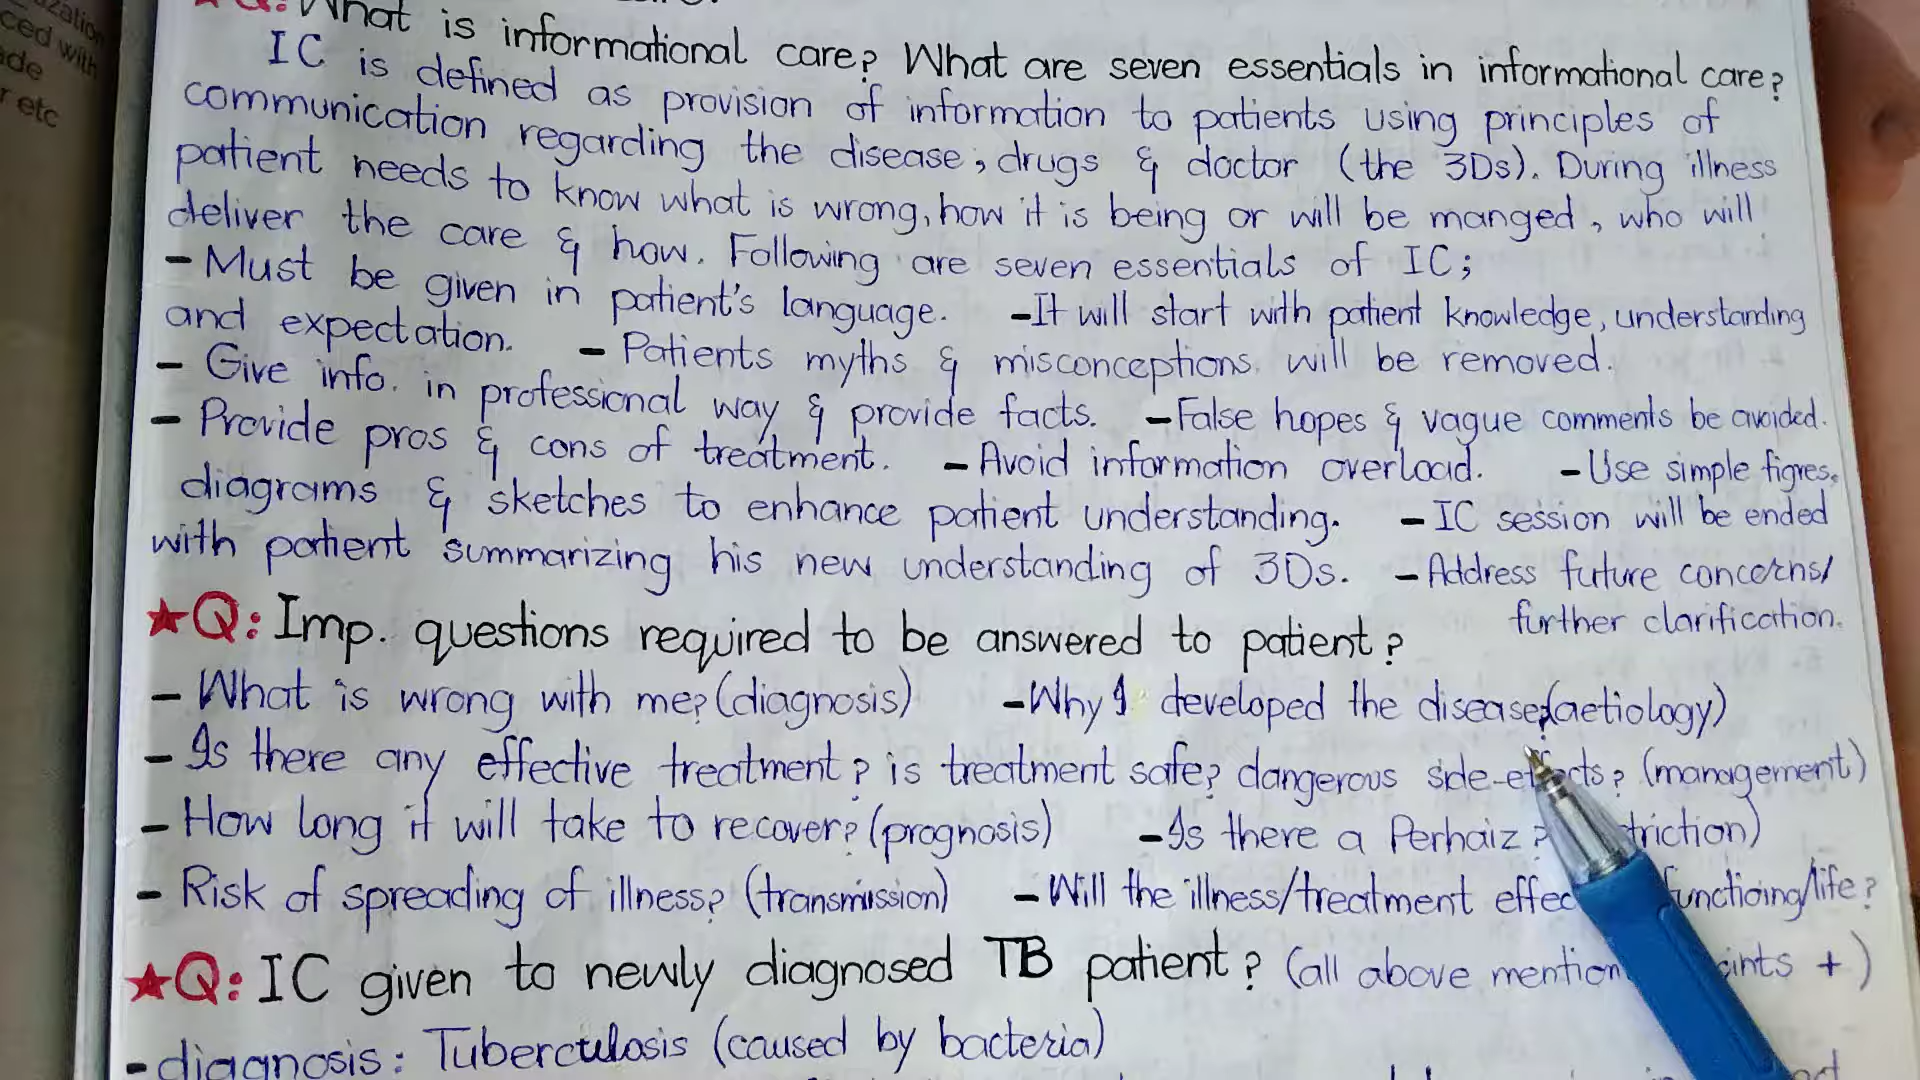 zation
ced with
ade
r etc
Q: What is informational care? What are seven essentials in informational care?
IC is defined as provision of information to patients using principles of
communication regarding the disease, drugs & doctor (the 3Ds). During illness
patient needs to know what is wrong, how it is being or will be manged, who will
deliver the care & how. Following are seven essentials of IC;
- Must be given in patient's language. - It will start with patient knowledge, understanding
and expectation. - Patients myths & misconceptions will be removed.
- Give info. in professional way & provide facts. - False hopes & vague comments be avoided.
- Provide pros & cons of treatment. - Avoid information overload. - Use simple figres,
diagrams & sketches to enhance patient understanding. - IC session will be ended
with patient summarizing his new understanding of 3Ds. - Address future concerns/
further clarification.
★Q: Imp. questions required to be answered to patient?
- What is wrong with me? (diagnosis) - Why I developed the disease? (aetiology)
- Is there any effective treatment? is treatment safe? dangerous side-effects? (management)
- How long it will take to recover? (prognosis) - Is there a Perhaiz? triction)
- Risk of spreading of illness? (transmission) - Will the illness/treatment effec functioing/life?
★Q: IC given to newly diagnosed TB patient? (all above mention oints +)
- diagnosis: Tuberculosis (caused by bacteria)